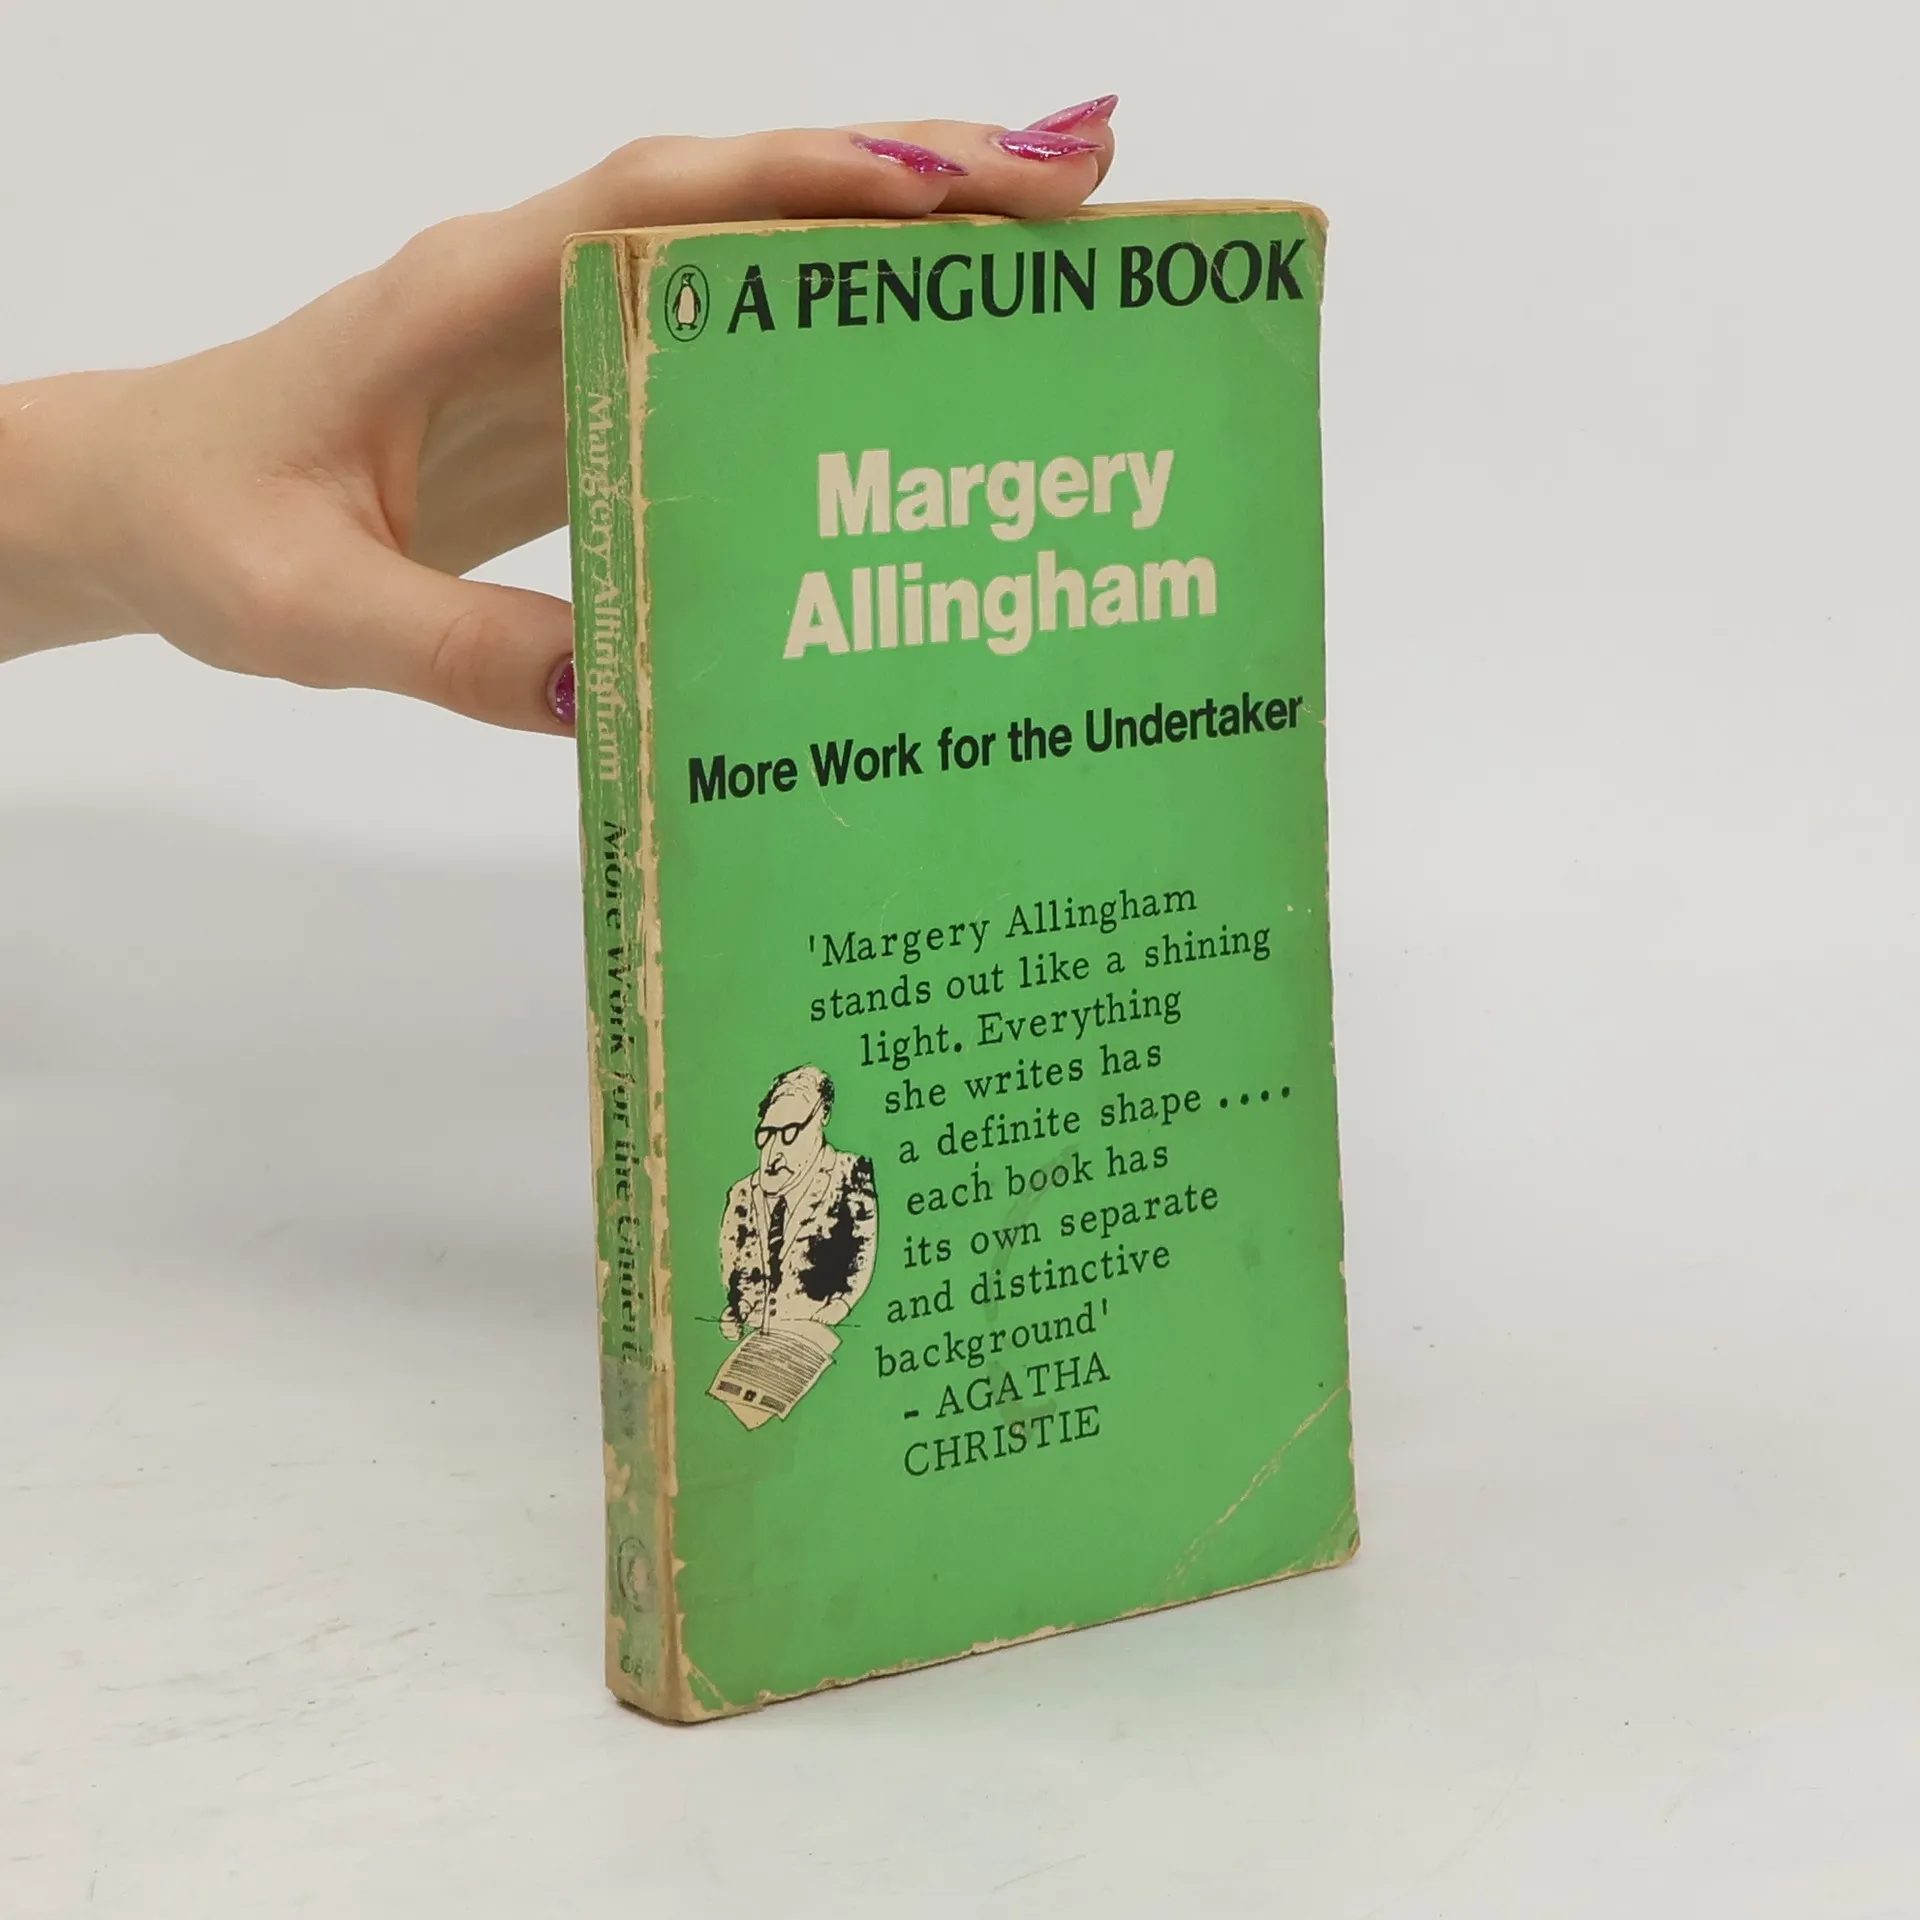 A PENGUIN BOOK
Margery
Allingham
More Work for the Undertaker
'Margery Allingham
stands out like a shining
light. Everything
she writes has
a definite shape ....
each book has
its own separate
and distinctive
background'
- AGATHA
CHRISTIE
Margery Allingham More Work for the